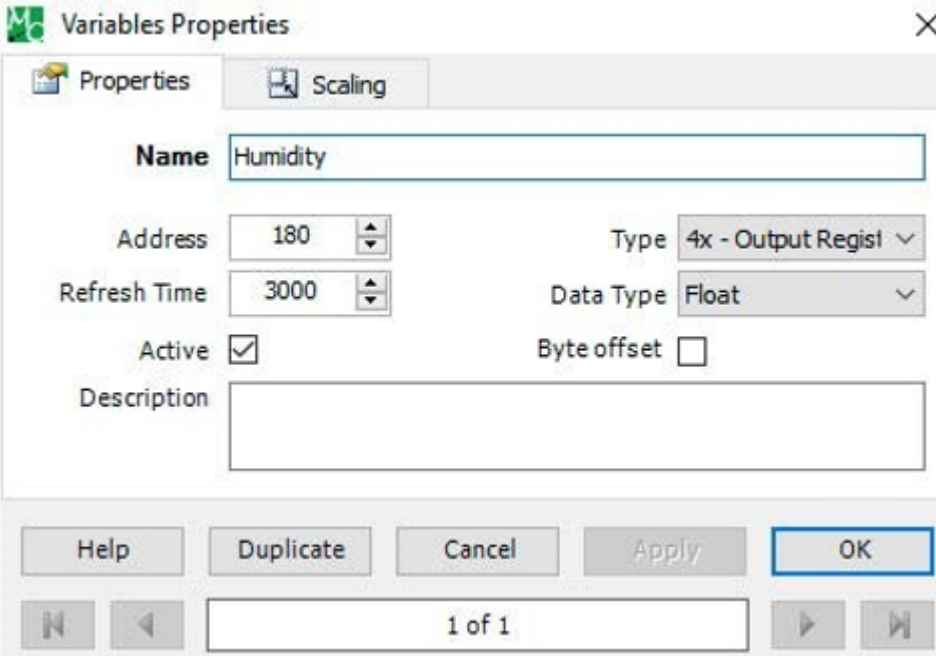 Variables Properties
Properties
Scaling
Name Humidity
Address 180 Type 4x - Output Regist
Refresh Time 3000 Data Type Float
Active Byte offset
Description
Help Duplicate Cancel Apply OK
1 of 1